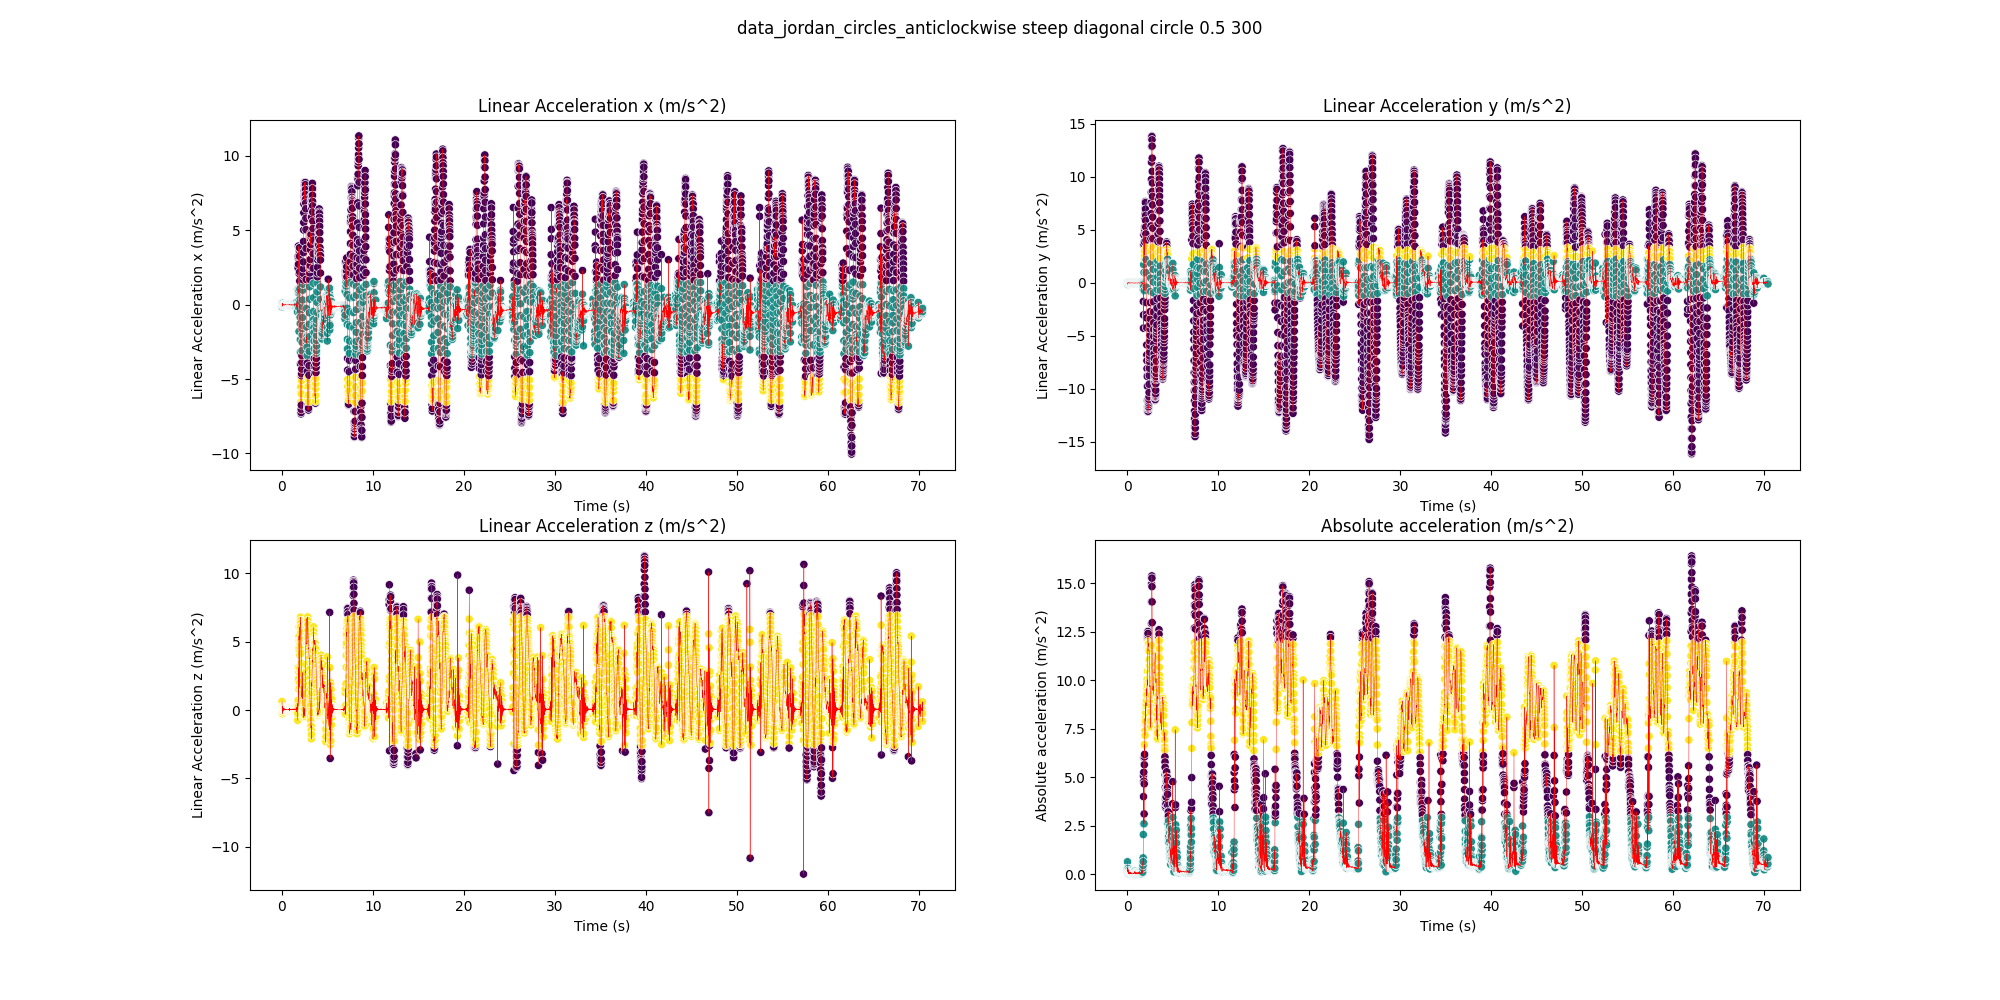 data_jordan_circles_anticlockwise steep diagonal circle 0.5 300
Linear Acceleration x (m/s^2)
Linear Acceleration x (m/s^2)
10
5
0
−5
−10
0 10 20 30 40 50 60 70
Time (s)
Linear Acceleration y (m/s^2)
Linear Acceleration y (m/s^2)
15
10
5
0
−5
−10
−15
0 10 20 30 40 50 60 70
Time (s)
Linear Acceleration z (m/s^2)
Linear Acceleration z (m/s^2)
10
5
0
−5
−10
0 10 20 30 40 50 60 70
Time (s)
Absolute acceleration (m/s^2)
Absolute acceleration (m/s^2)
15.0
12.5
10.0
7.5
5.0
2.5
0.0
0 10 20 30 40 50 60 70
Time (s)